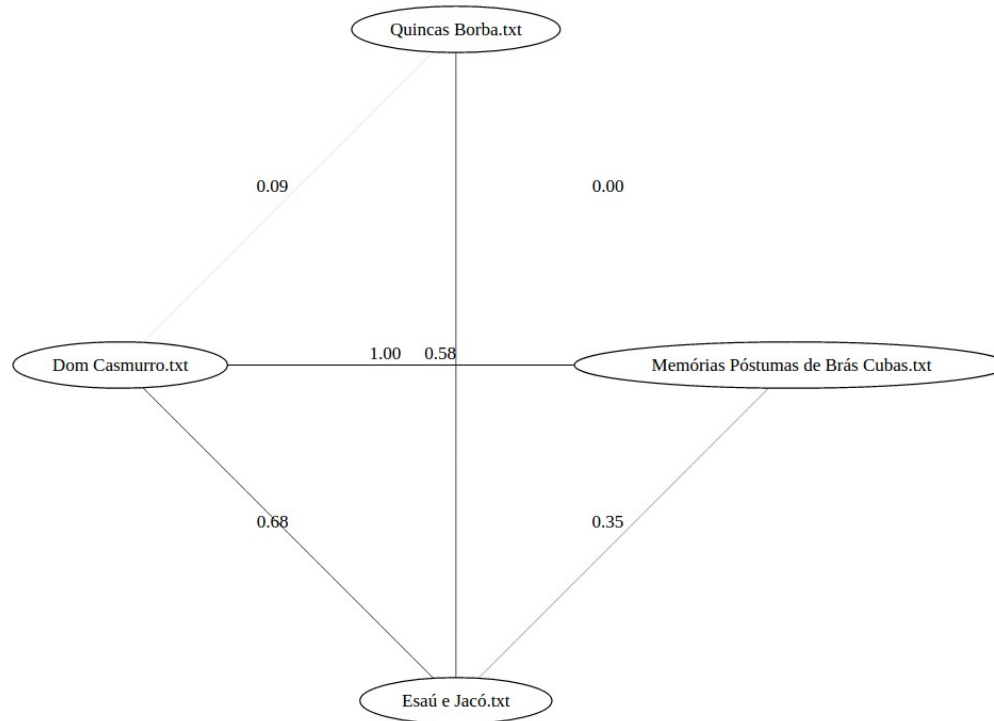 Quincas Borba.txt
0.09
0.00
1.00
0.58
Dom Casmurro.txt
Memórias Póstumas de Brás Cubas.txt
0.68
0.35
Esaú e Jacó.txt